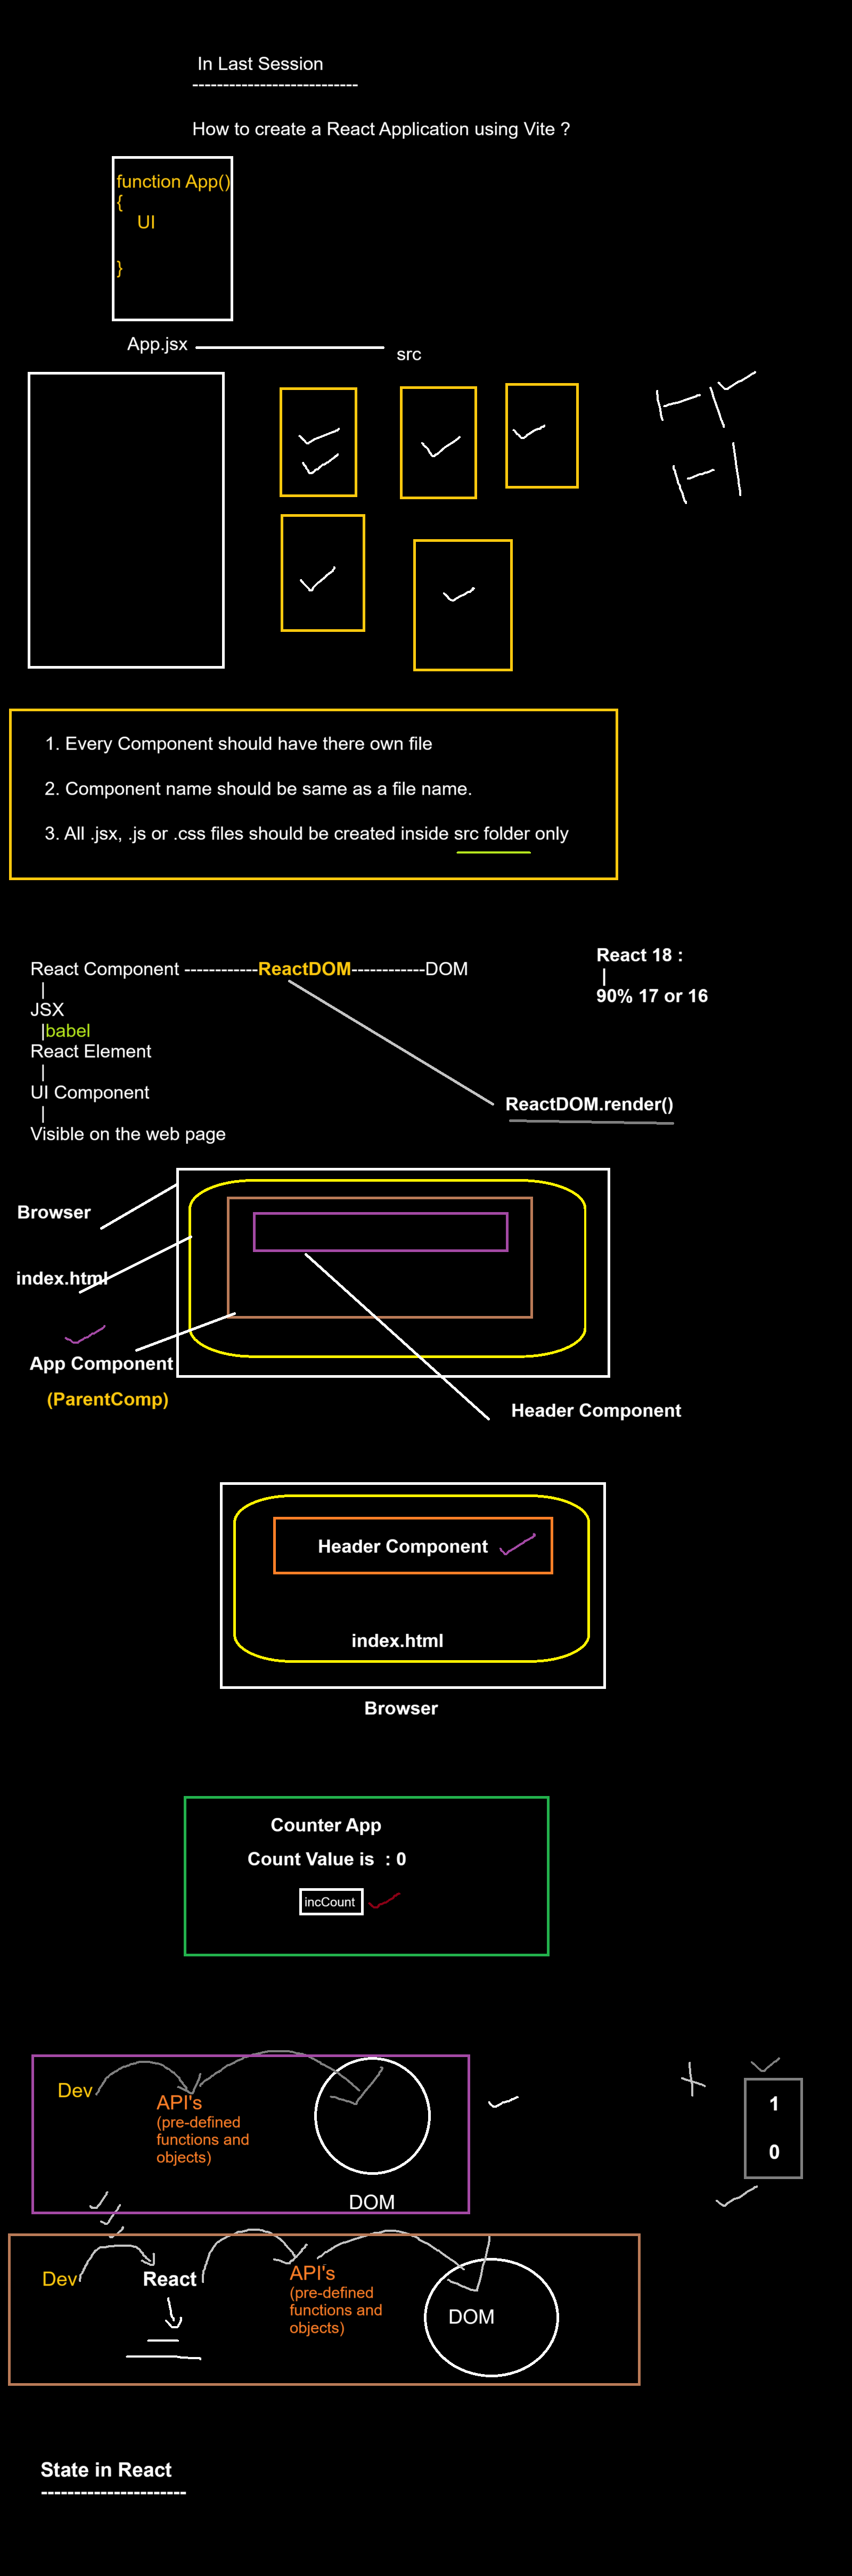 In Last Session
---------------------------
How to create a React Application using Vite ?
function App()
{
UI
}
App.jsx
src
1. Every Component should have there own file
2. Component name should be same as a file name.
3. All .jsx, .js or .css files should be created inside src folder only
React Component ------------ReactDOM------------DOM
|
JSX
|babel
React Element
|
UI Component
|
Visible on the web page
React 18 :
|
90% 17 or 16
ReactDOM.render()
Browser
index.html
App Component
(ParentComp)
Header Component
Header Component
index.html
Browser
Counter App
Count Value is : 0
incCount
Dev
API's
(pre-defined
functions and
objects)
DOM
1
0
Dev
React
API's
(pre-defined
functions and
objects)
DOM
State in React
----------------------